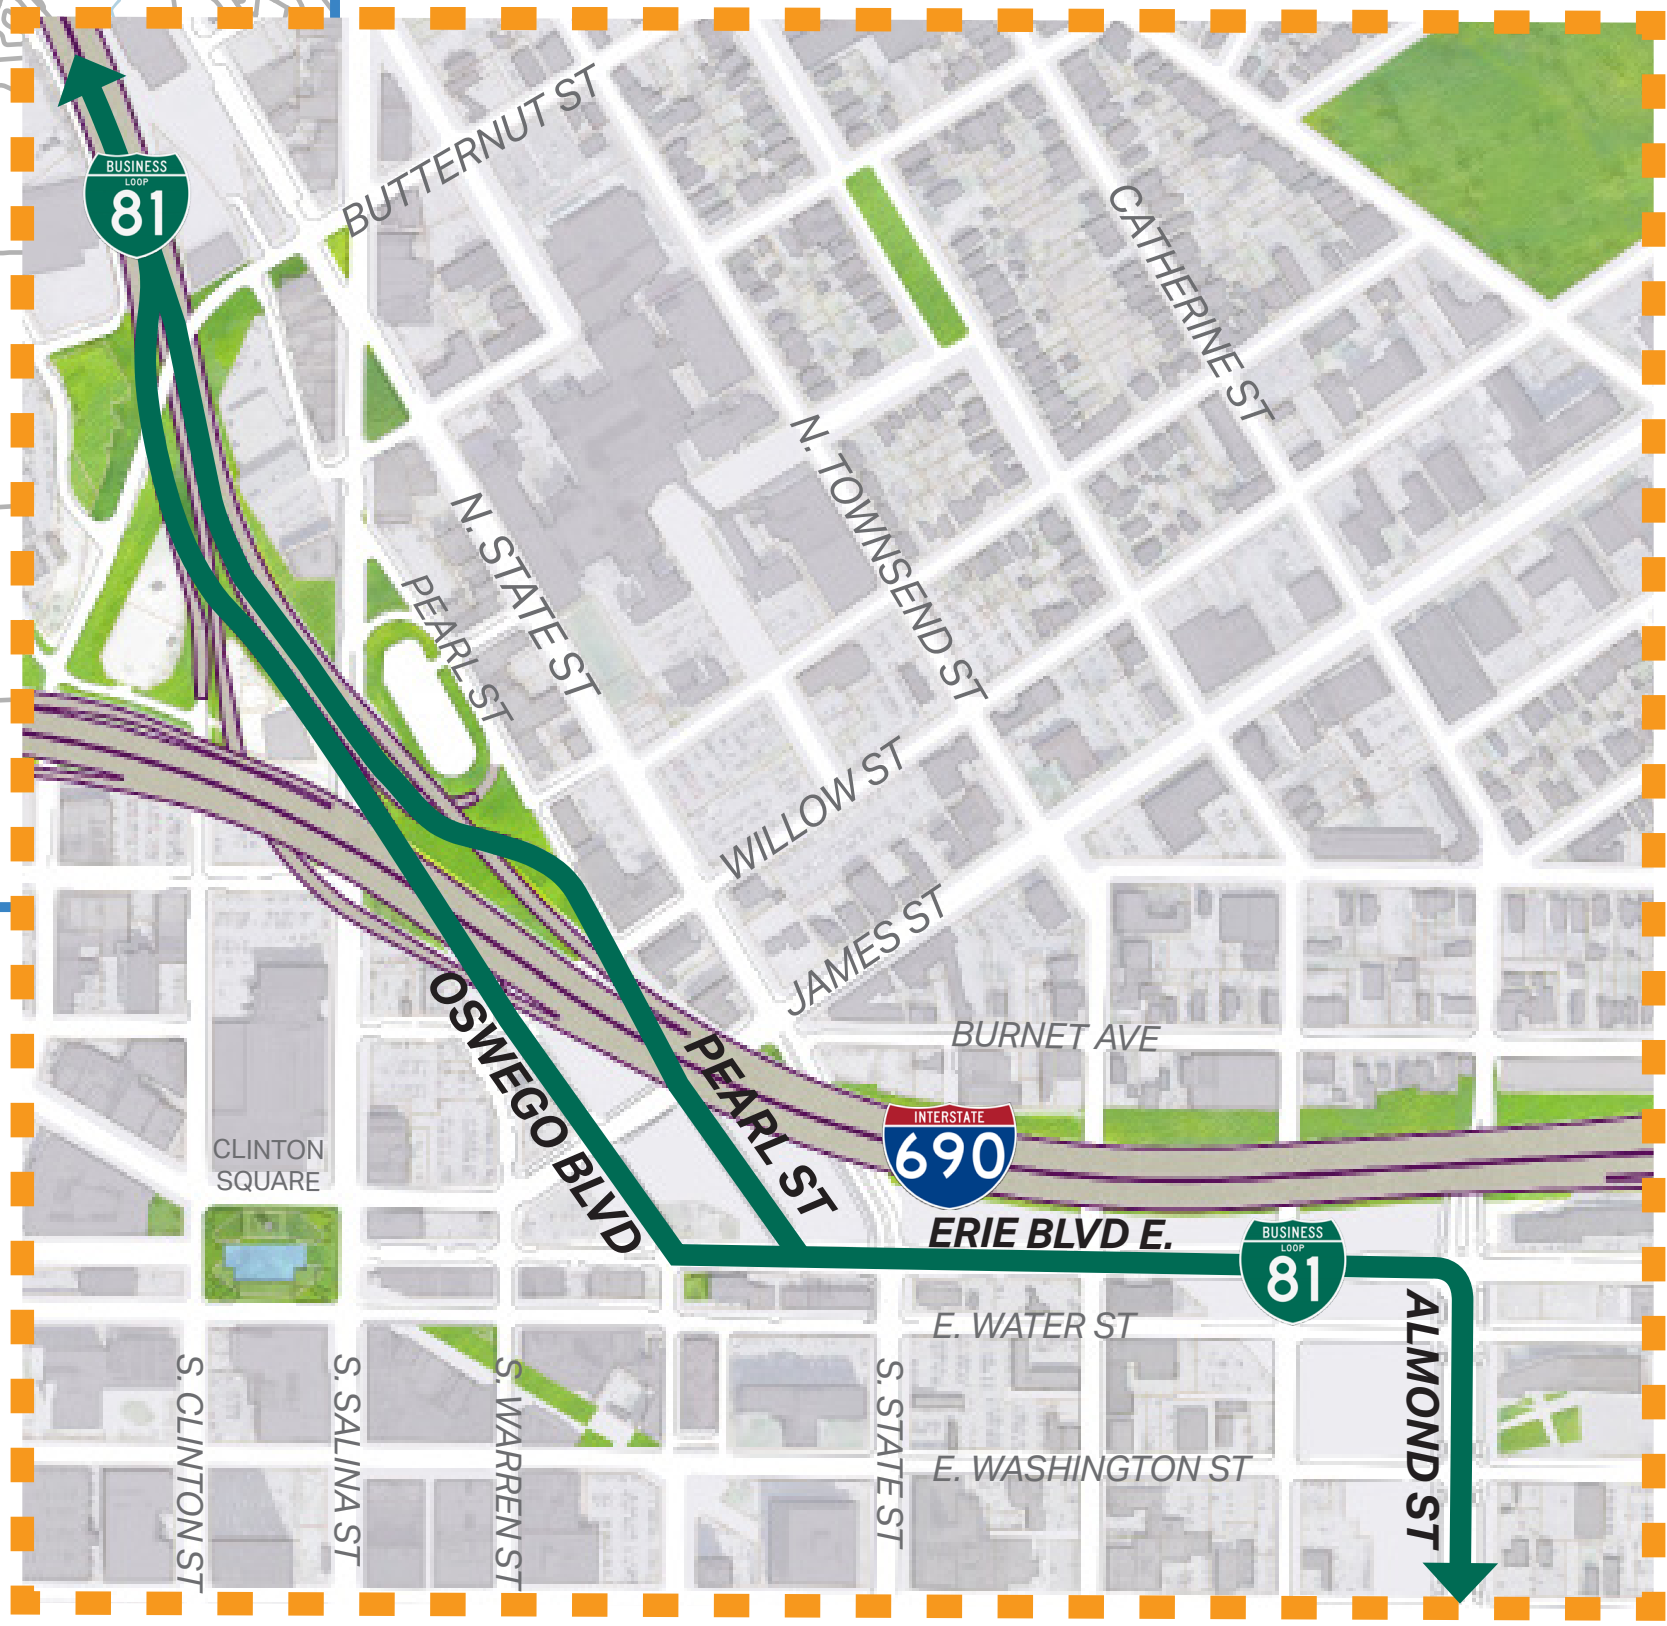 BUSINESS
LOOP
81
BUTTERNUT ST
CATHERINE ST
N. TOWNSEND ST
N. STATE ST
PEARL ST
WILLOW ST
JAMES ST
BURNET AVE
OSWEGO BLVD
PEARL ST
INTERSTATE
690
CLINTON
SQUARE
ERIE BLVD E.
BUSINESS
LOOP
81
E. WATER ST
ALMOND ST
S. CLINTON ST
S. SALINA ST
S. WARREN ST
S. STATE ST
E. WASHINGTON ST